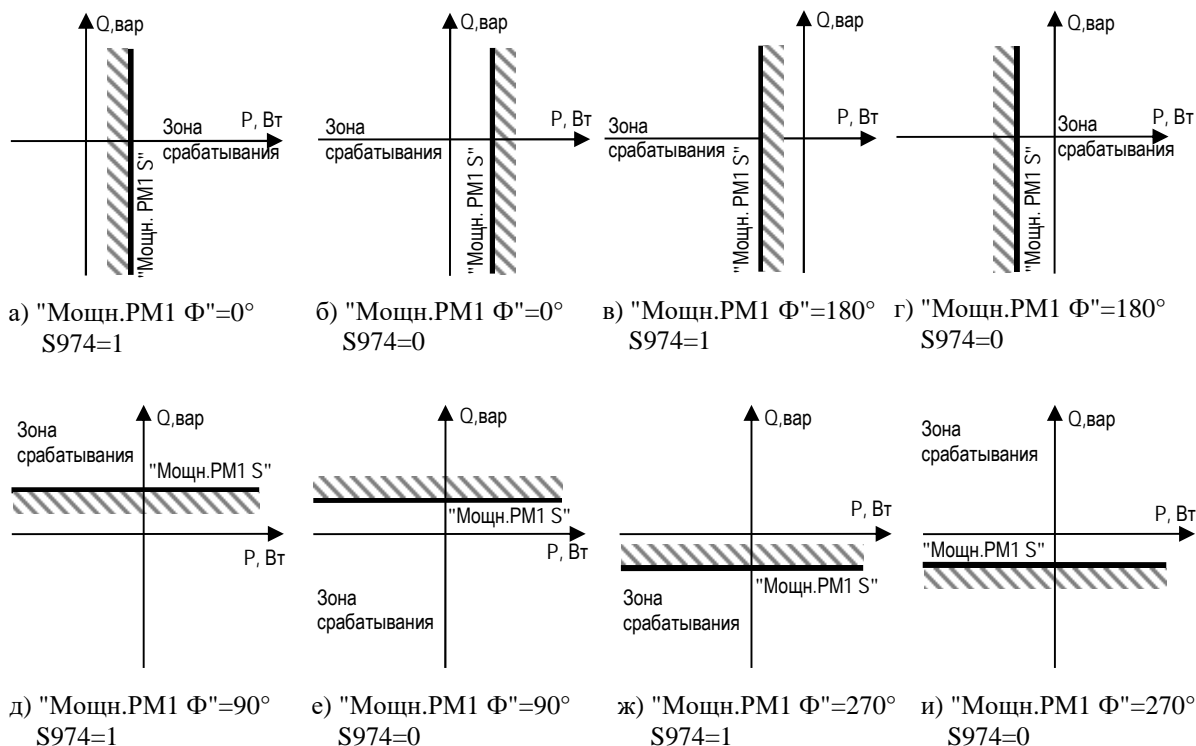 Q,вар
Зона
срабатывания
P, Вт
"Мощн. РМ1 S"
Q,вар
Зона
срабатывания
P, Вт
"Мощн. РМ1 S"
Q,вар
Зона
срабатывания
P, Вт
"Мощн. РМ1 S"
Q,вар
Зона
срабатывания
P, Вт
"Мощн. РМ1 S"
а) "Мощн.РМ1 Ф"=0°
S974=1
б) "Мощн.РМ1 Ф"=0°
S974=0
в) "Мощн.РМ1 Ф"=180°
S974=1
г) "Мощн.РМ1 Ф"=180°
S974=0
Q,вар
Зона
срабатывания
"Мощн.РМ1 S"
P, Вт
Q,вар
"Мощн.РМ1 S"
P, Вт
Зона
срабатывания
Q,вар
P, Вт
"Мощн.РМ1 S"
Зона
срабатывания
Q,вар
Зона
срабатывания
P, Вт
"Мощн.РМ1 S"
д) "Мощн.РМ1 Ф"=90°
S974=1
е) "Мощн.РМ1 Ф"=90°
S974=0
ж) "Мощн.РМ1 Ф"=270°
S974=1
и) "Мощн.РМ1 Ф"=270°
S974=0